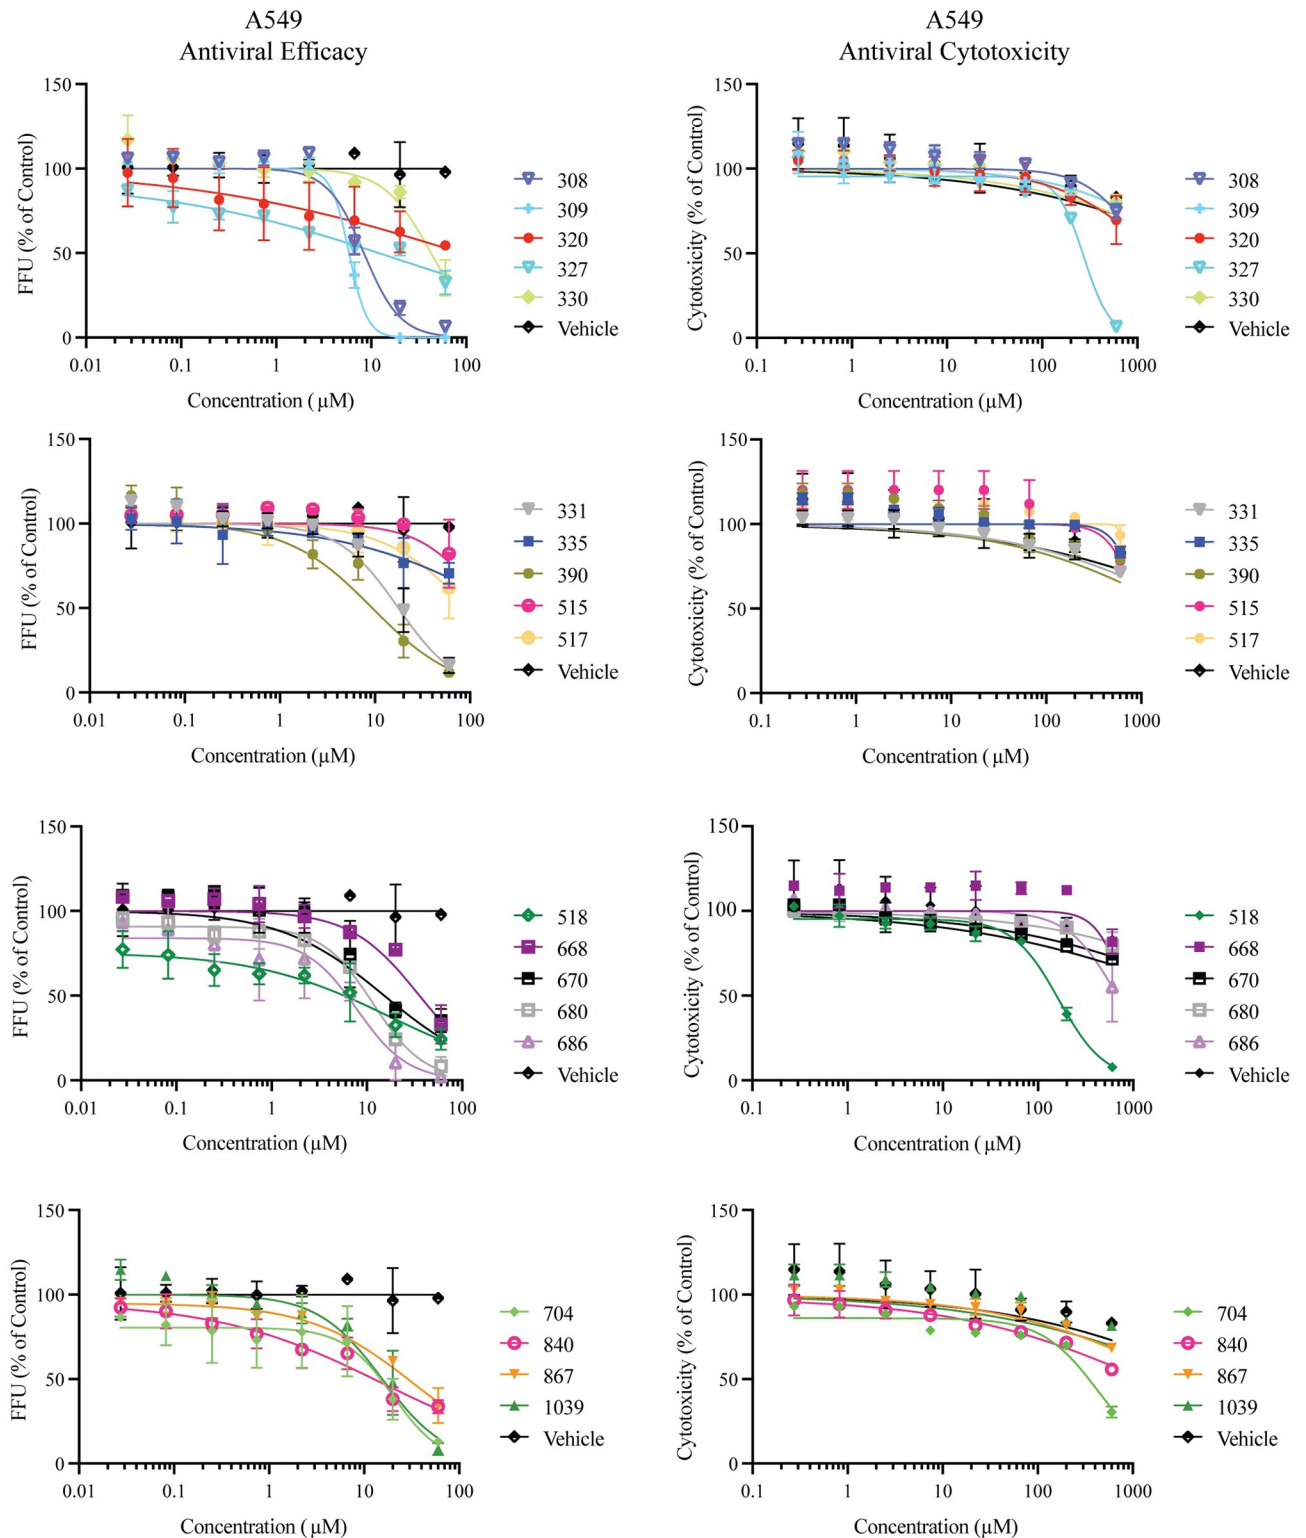 A549
Antiviral Efficacy
150
100
50
0
0.01 0.1 1 10 100
FFU (% of Control)
Concentration (µM)
308
309
320
327
330
Vehicle
A549
Antiviral Cytotoxicity
150
100
50
0
0.1 1 10 100 1000
Cytotoxicity (% of Control)
Concentration (µM)
308
309
320
327
330
Vehicle
150
100
50
0
0.01 0.1 1 10 100
FFU (% of Control)
Concentration (µM)
331
335
390
515
517
Vehicle
150
100
50
0
0.1 1 10 100 1000
Cytotoxicity (% of Control)
Concentration (µM)
331
335
390
515
517
Vehicle
150
100
50
0
0.01 0.1 1 10 100
FFU (% of Control)
Concentration (µM)
518
668
670
680
686
Vehicle
150
100
50
0
0.1 1 10 100 1000
Cytotoxicity (% of Control)
Concentration (µM)
518
668
670
680
686
Vehicle
150
100
50
0
0.01 0.1 1 10 100
FFU (% of Control)
Concentration (µM)
704
840
867
1039
Vehicle
150
100
50
0
0.1 1 10 100 1000
Cytotoxicity (% of Control)
Concentration (µM)
704
840
867
1039
Vehicle